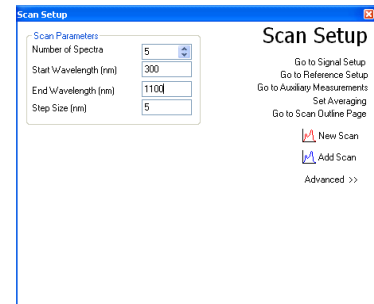 Scan Setup
Scan Parameters
Number of Spectra 5
Start Wavelength (nm) 300
End Wavelength (nm) 1100
Step Size (nm) 5
Scan Setup
Go to Signal Setup
Go to Reference Setup
Go to Auxiliary Measurements
Set Averaging
Go to Scan Outline Page
New Scan
Add Scan
Advanced >>